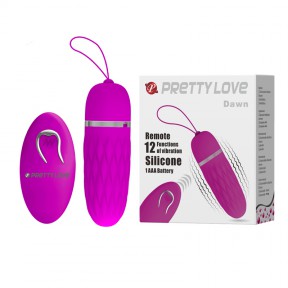 PRETTY LOVE
Dawn
Remote
12 Functions
of vibration
Silicone
1 AAA Battery
PRETTY LOVE